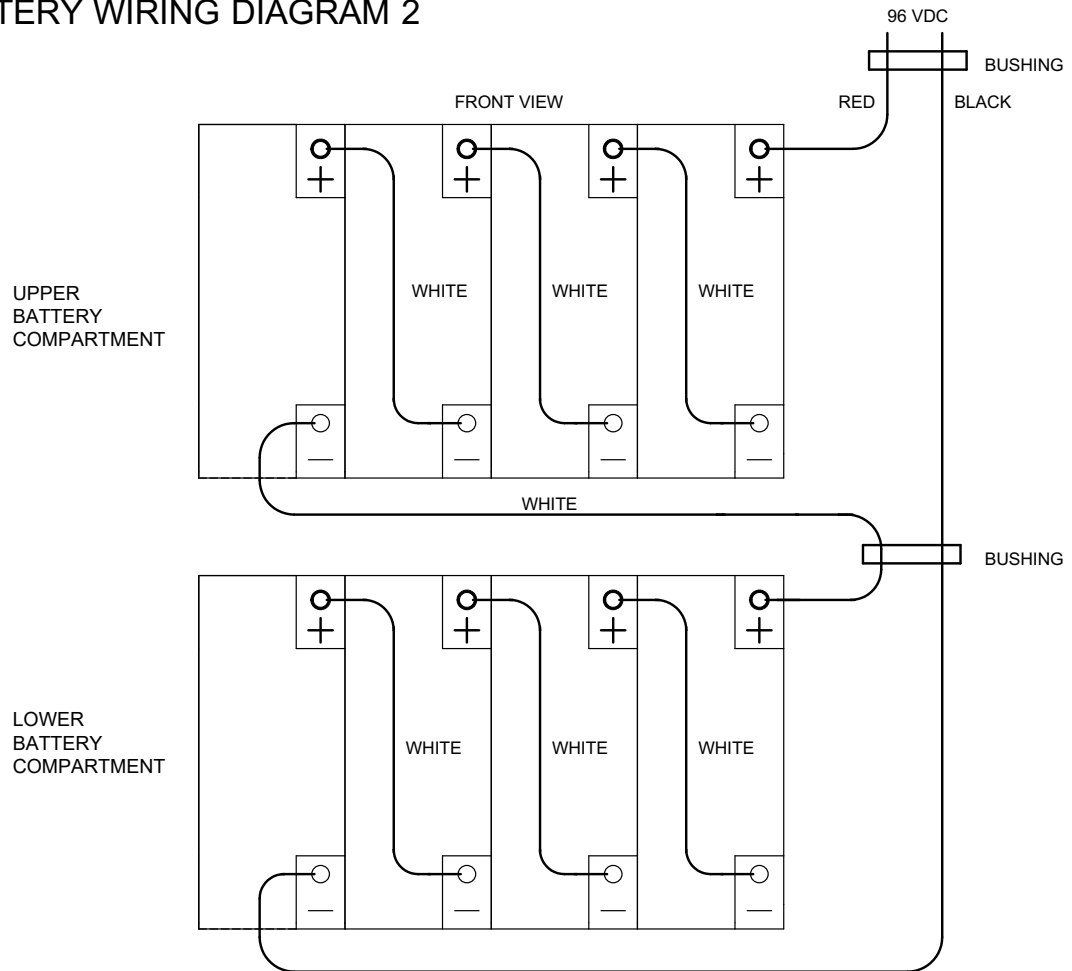 TERY WIRING DIAGRAM 2
96 VDC
BUSHING
FRONT VIEW
RED
BLACK
+ + + +
UPPER
BATTERY
COMPARTMENT
WHITE WHITE WHITE
— — — —
WHITE
BUSHING
+ + + +
LOWER
BATTERY
COMPARTMENT
WHITE WHITE WHITE
— — — —